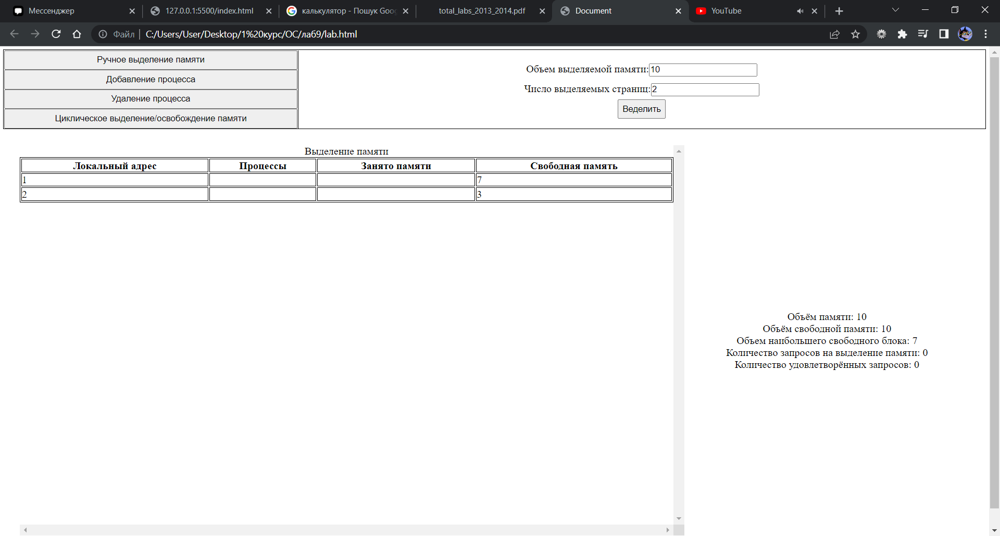 Мессенджер
127.0.0.1:5500/index.html
калькулятор - Пошук Goo
total_labs_2013_2014.pdf
Document
YouTube
Файл
C:/Users/User/Desktop/1%20курс/ОС/ла69/lab.html
Ручное выделение памяти
Добавление процесса
Удаление процесса
Циклическое выделение/освобождение памяти
Объем выделяемой памяти:10
Число выделяемых страниц:2
Веделить
Выделение памяти
Локальный адрес Процессы Занято памяти Свободная память
1 7
2 3
Объём памяти: 10
Объём свободной памяти: 10
Объем наибольшего свободного блока: 7
Количество запросов на выделение памяти: 0
Количество удовлетворённых запросов: 0